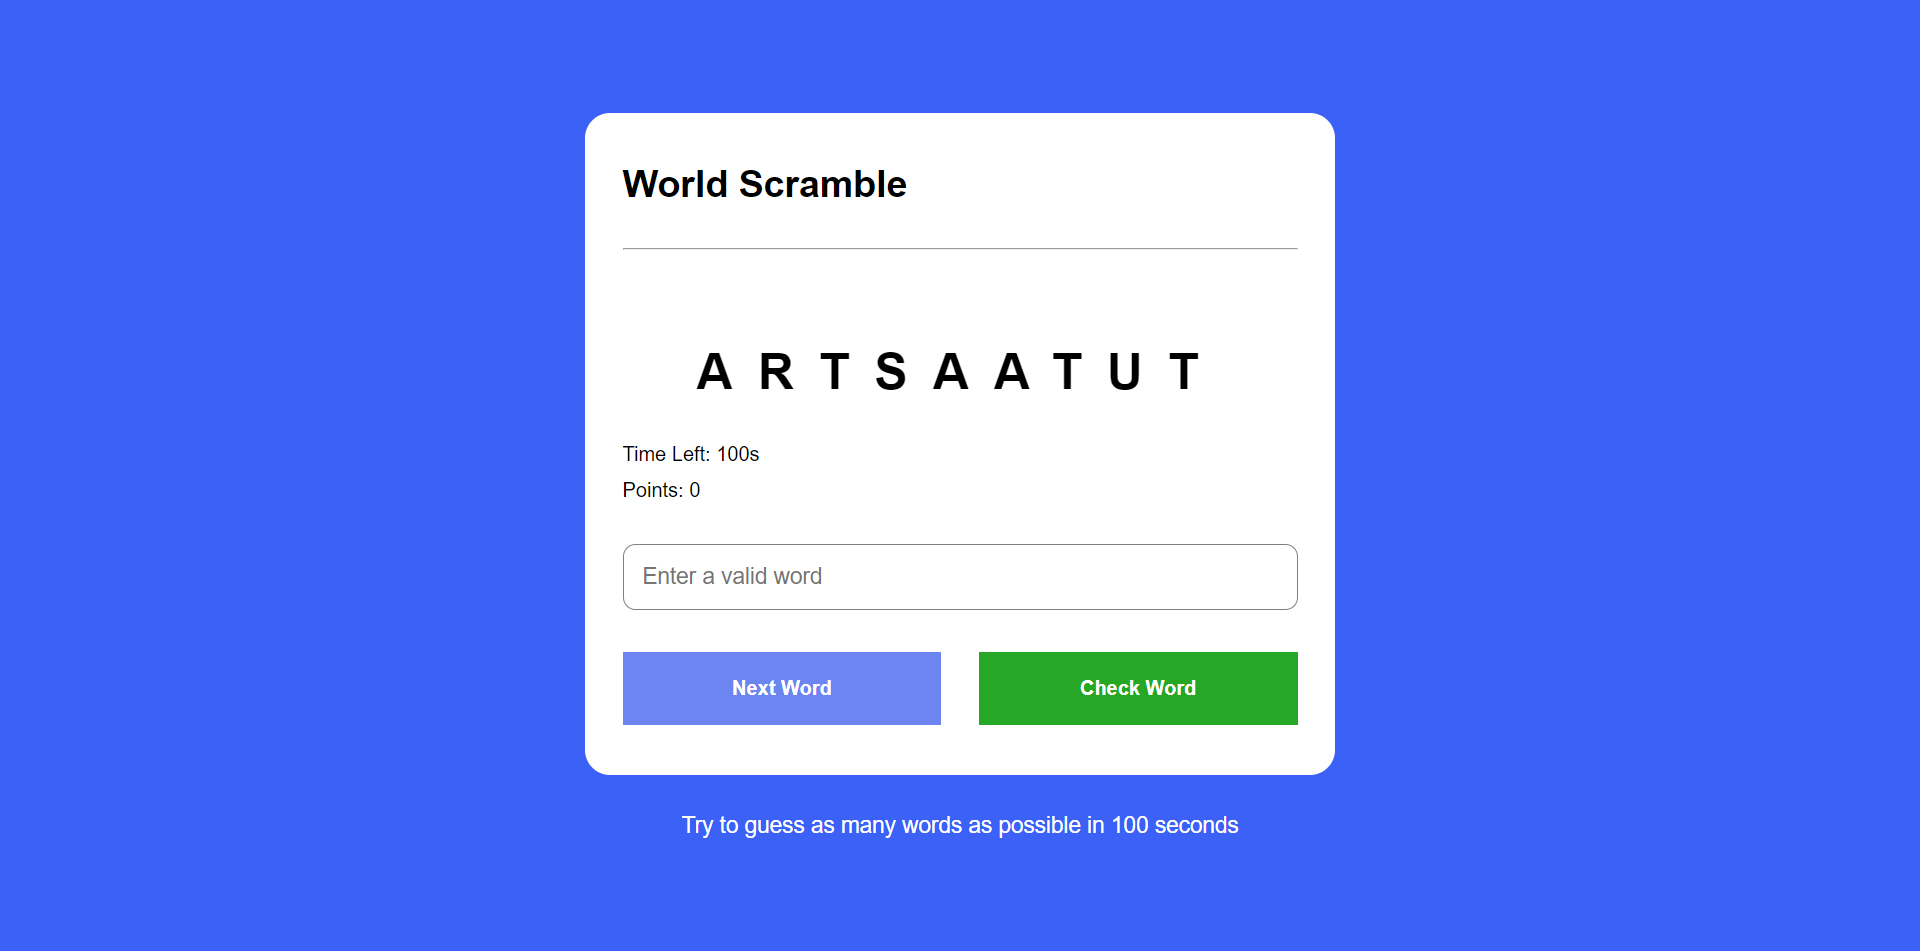 World Scramble
A R T S A A T U T
Time Left: 100s
Points: 0
Enter a valid word
Next Word
Check Word
Try to guess as many words as possible in 100 seconds